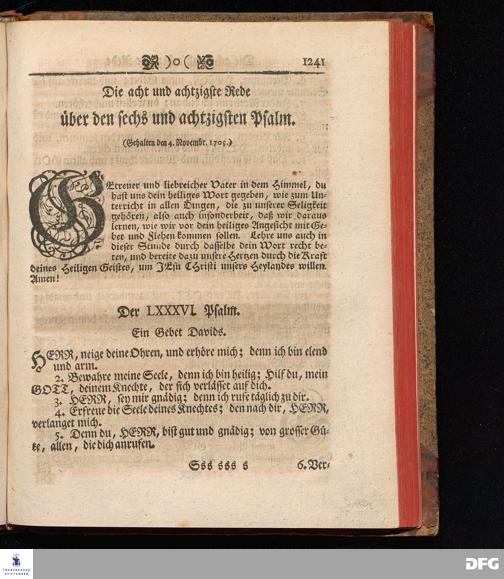 )o( 1241
Die acht und achtzigste Rede
über den sechs und achtzigsten Psalm.
(Gehalten den 4. Novembr. 1705.)
GEtreuer und liebreicher Vater in dem Himmel, du
hast uns dein heiliges Wort gegeben, wie zum Un-
terricht in allen Dingen, die zu unserer Seligkeit
gehören, also auch insonderheit, daß wir daraus
lernen, wie wir vor dein heiliges Angesicht mit Ge-
bet und Flehen kommen sollen. Lehre uns auch in
dieser Stunde durch dasselbe dein Wort recht be-
ten, und bereite dazu unsere Hertzen durch die Kraft
deines Heiligen Geistes, um JEsu CHristi unsers Heylandes willen.
Amen!
Der LXXXVI. Psalm.
Ein Gebet Davids.
HERR, neige deine Ohren, und erhöre mich; denn ich bin elend
und arm.
2. Bewahre meine Seele, denn ich bin heilig; Hilf du, mein
GOTT, deinem Knechte, der sich verlässet auf dich.
3. HERR, sey mir gnädig; denn ich rufe täglich zu dir.
4. Erfreue die Seele deines Knechtes; denn nach dir, HERR,
verlanget mich.
5. Denn du, HERR, bist gut und gnädig; von grosser Gü-
te, allen, die dich anrufen.
Sss sss s 6. Ver-
FRANCKESCHE
STIFTUNGEN
DFG